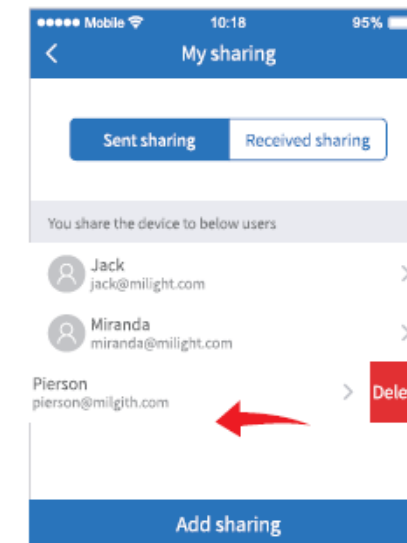 Mobile 10:18 95%
My sharing
Sent sharing Received sharing
You share the device to below users
Jack
jack@milight.com
Miranda
miranda@milight.com
Pierson
pierson@milgith.com
Dele
Add sharing